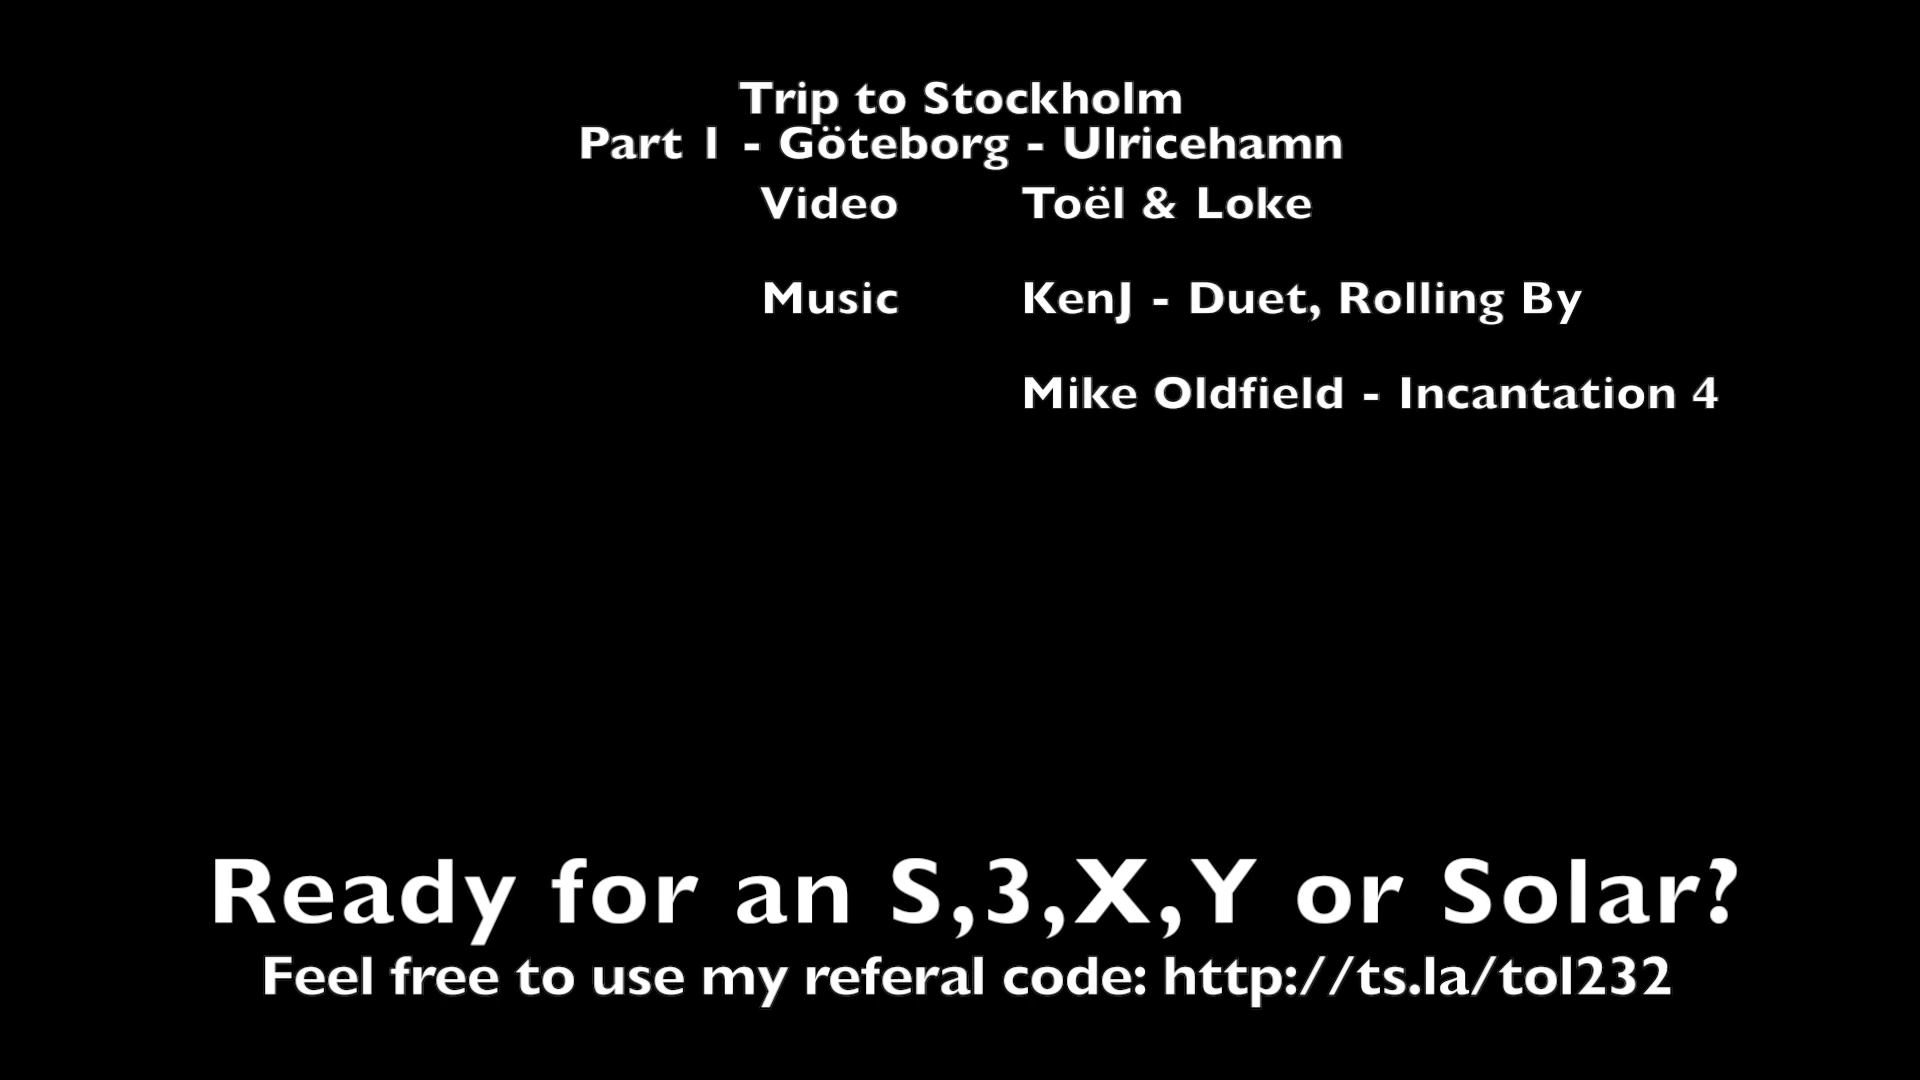 Trip to Stockholm
Part 1 - Göteborg - Ulricehamn
Video Toël & Loke
Music KenJ - Duet, Rolling By
Mike Oldfield - Incantation 4
Ready for an S,3,X,Y or Solar?
Feel free to use my referal code: http://ts.la/tol232